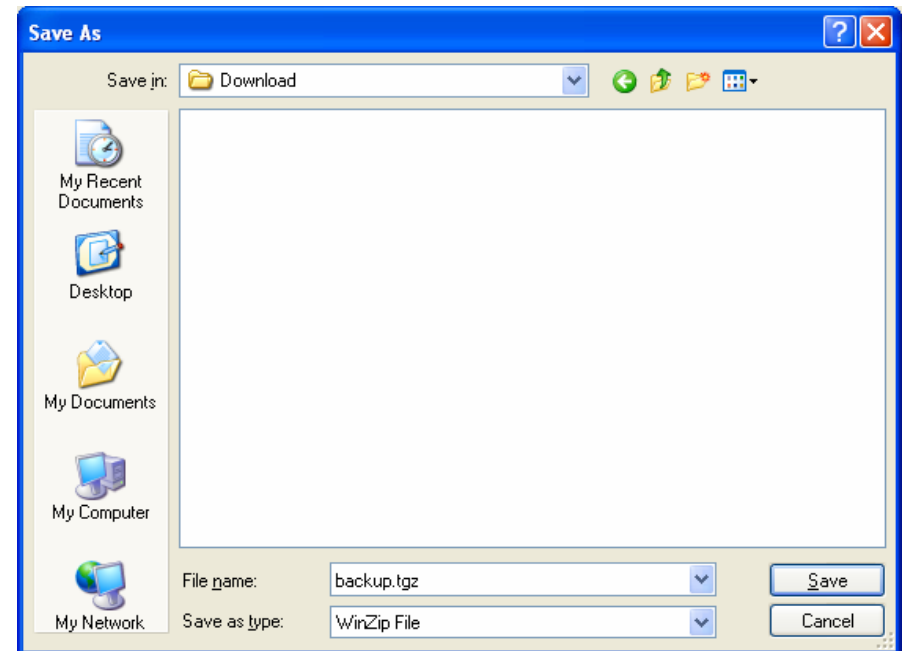 Save As
Save in: Download
My Recent
Documents
Desktop
My Documents
My Computer
My Network
File name: backup.tgz Save
Save as type: WinZip File Cancel